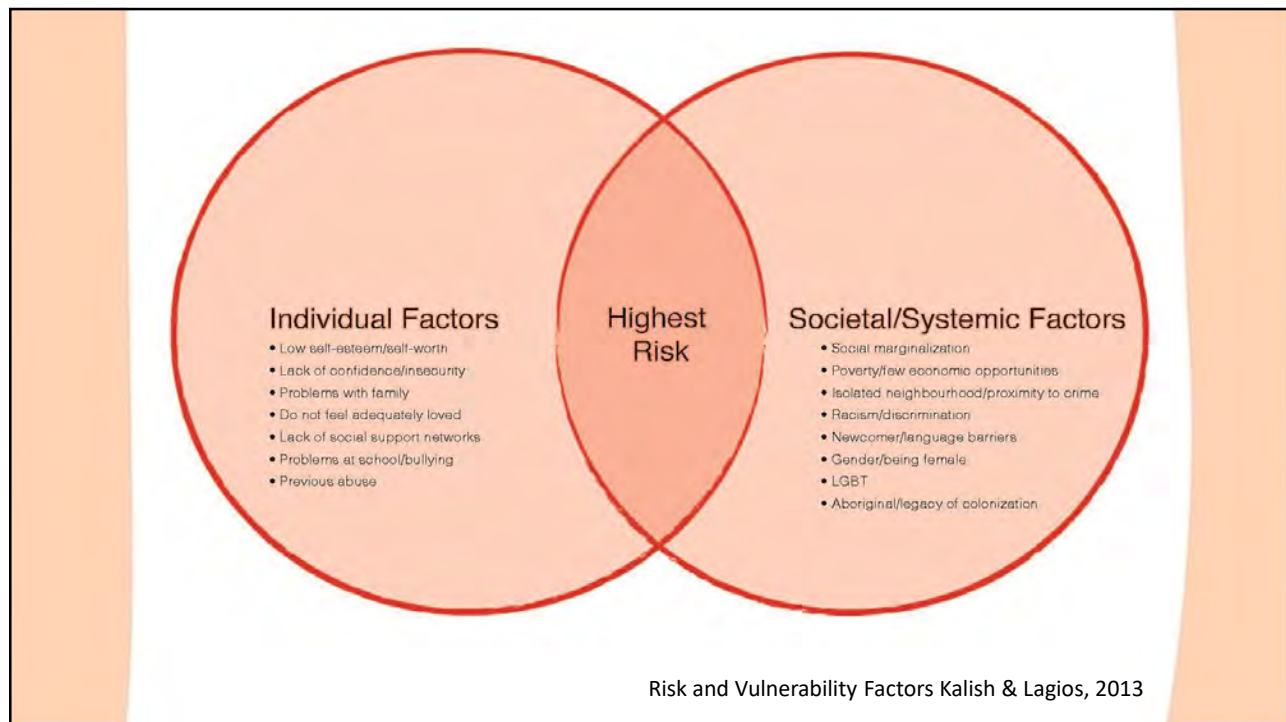 Individual Factors
• Low self-esteem/self-worth
• Lack of confidence/insecurity
• Problems with family
• Do not feel adequately loved
• Lack of social support networks
• Problems at school/bullying
• Previous abuse
Highest
Risk
Societal/Systemic Factors
• Social marginalization
• Poverty/few economic opportunities
• Isolated neighbourhood/proximity to crime
• Racism/discrimination
• Newcomer/language barriers
• Gender/being female
• LGBT
• Aboriginal/legacy of colonization
Risk and Vulnerability Factors Kalish & Lagios, 2013